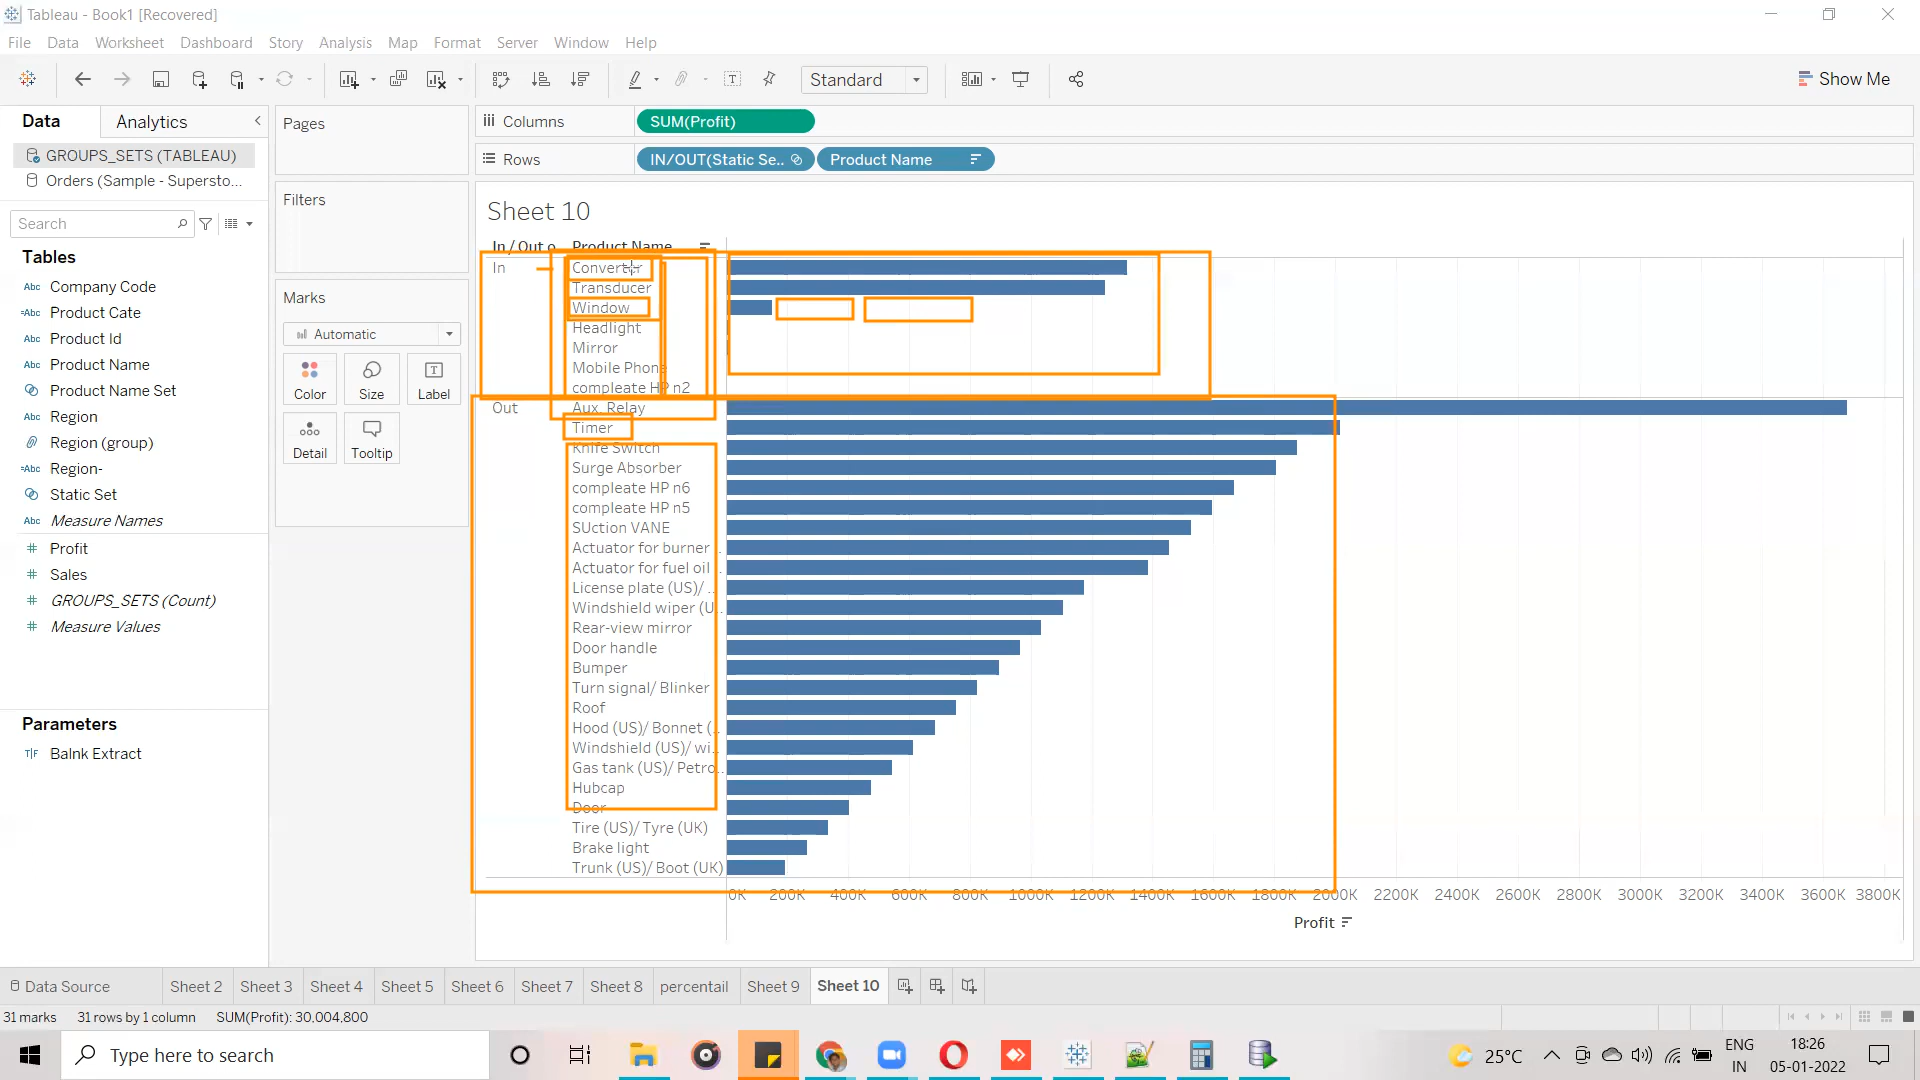 Tableau - Book1 [Recovered]
File Data Worksheet Dashboard Story Analysis Map Format Server Window Help
Standard
Show Me
Data
Analytics
GROUPS_SETS (TABLEAU)
Orders (Sample - Supersto...
Search
Tables
Abc Company Code
=Abc Product Cate
Abc Product Id
Abc Product Name
Product Name Set
Abc Region
Region (group)
=Abc Region-
Static Set
Abc Measure Names
# Profit
# Sales
# GROUPS_SETS (Count)
# Measure Values
Parameters
Balnk Extract
Pages
Filters
Marks
Automatic
Color Size Label
Detail Tooltip
Columns SUM(Profit)
Rows IN/OUT(Static Se.. Product Name
Sheet 10
In / Out o Product Name
In Converter
Transducer
Window
Headlight
Mirror
Mobile Phone
compleate HP n2
Out Aux. Relay
Timer
Knife Switch
Surge Absorber
compleate HP n6
compleate HP n5
SUction VANE
Actuator for burner ..
Actuator for fuel oil ..
License plate (US)/ ..
Windshield wiper (U..
Rear-view mirror
Door handle
Bumper
Turn signal/ Blinker
Roof
Hood (US)/ Bonnet (..
Windshield (US)/ wi..
Gas tank (US)/ Petro..
Hubcap
Door
Tire (US)/ Tyre (UK)
Brake light
Trunk (US)/ Boot (UK)
0K 200K 400K 600K 800K 1000K 1200K 1400K 1600K 1800K 2000K 2200K 2400K 2600K 2800K 3000K 3200K 3400K 3600K 3800K
Profit
Data Source Sheet 2 Sheet 3 Sheet 4 Sheet 5 Sheet 6 Sheet 7 Sheet 8 percentail Sheet 9 Sheet 10
31 marks 31 rows by 1 column SUM(Profit): 30,004,800
Type here to search
25°C
ENG
IN
18:26
05-01-2022